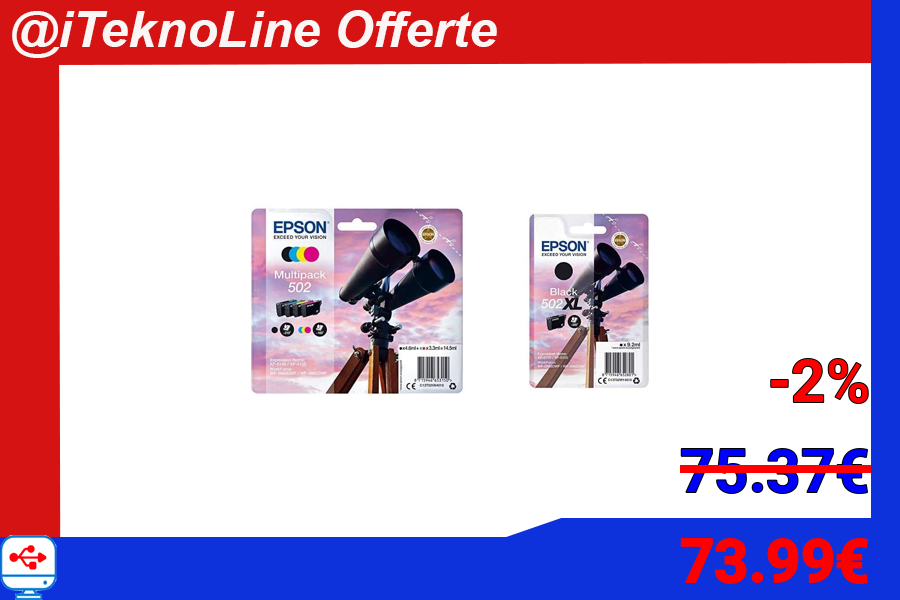 @iTeknoLine Offerte
EPSON
EXCEED YOUR VISION
Multipack
502
EPSON
EXCEED YOUR VISION
Black
502XL
-2%
75.37€
73.99€